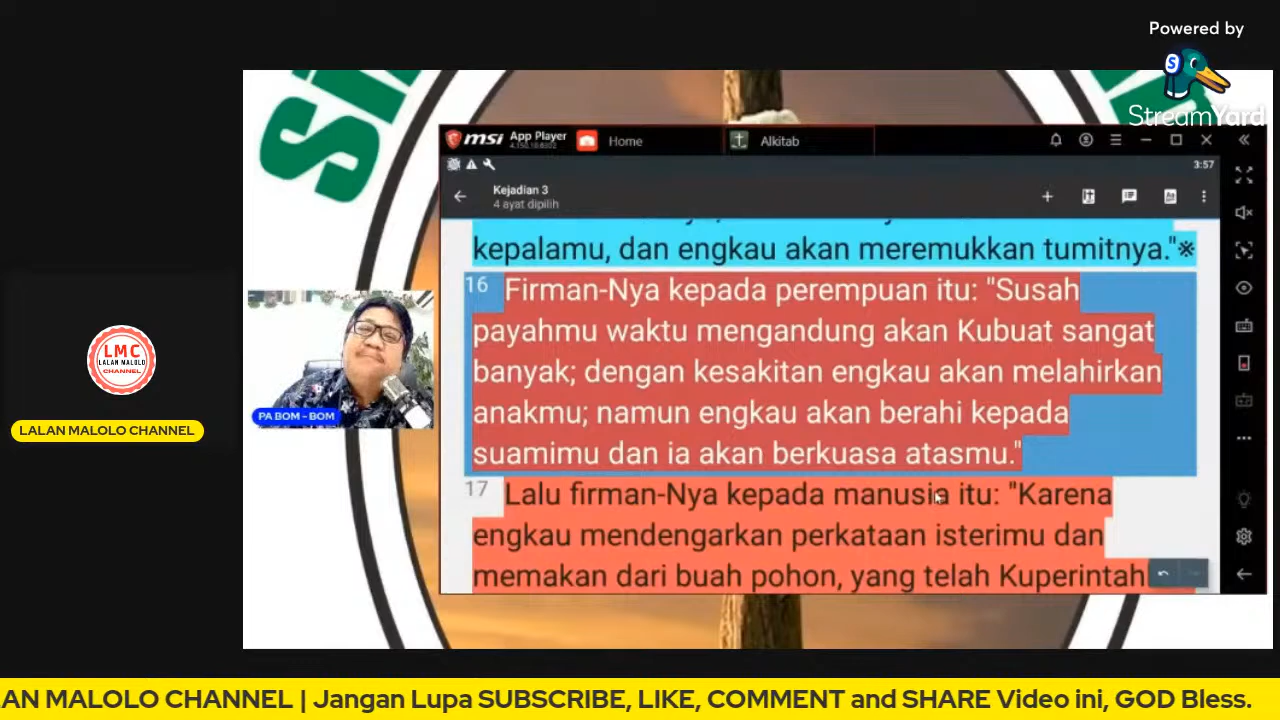 Powered by
S
StreamYard
msi App Player
Home
Alkitab
3:57
Kejadian 3
4 ayat dipilih
kepalamu, dan engkau akan meremukkan tumitnya."※
16 Firman-Nya kepada perempuan itu: "Susah
payahmu waktu mengandung akan Kubuat sangat
banyak; dengan kesakitan engkau akan melahirkan
anakmu; namun engkau akan berahi kepada
suamimu dan ia akan berkuasa atasmu."
17 Lalu firman-Nya kepada manusia itu: "Karena
engkau mendengarkan perkataan isterimu dan
memakan dari buah pohon, yang telah Kuperintah
LMC
LALAN MALOLO
CHANNEL
LALAN MALOLO CHANNEL
PA BOM - BOM
AN MALOLO CHANNEL | Jangan Lupa SUBSCRIBE, LIKE, COMMENT and SHARE Video ini, GOD Bless.